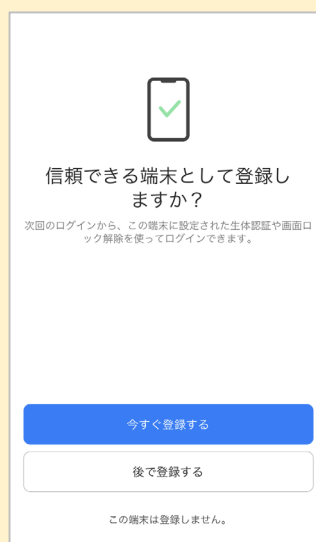 信頼できる端末として登録し
ますか？
次回のログインから、この端末に設定された生体認証や画面ロ
ック解除を使ってログインできます。
今すぐ登録する
後で登録する
この端末は登録しません。